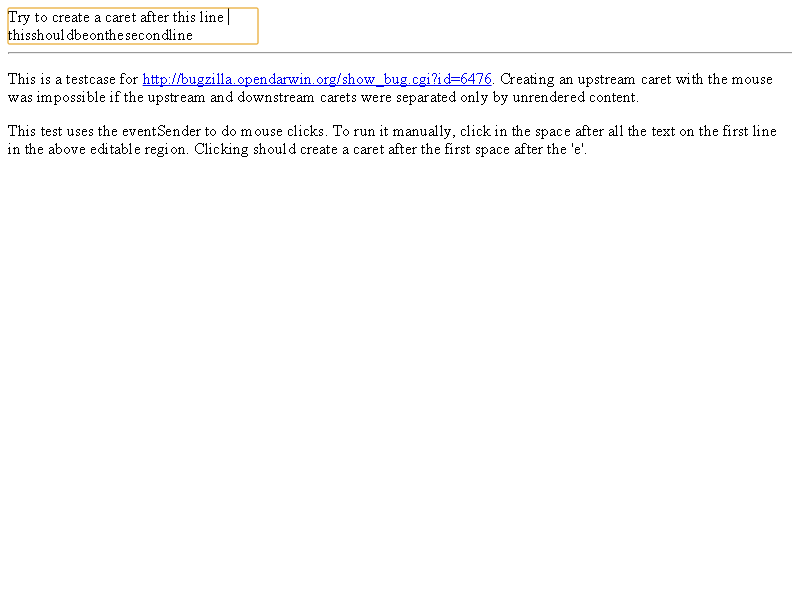 Try to create a caret after this line
thisshouldbeonthesecondline
This is a testcase for http://bugzilla.opendarwin.org/show_bug.cgi?id=6476. Creating an upstream caret with the mouse
was impossible if the upstream and downstream carets were separated only by unrendered content.
This test uses the eventSender to do mouse clicks. To run it manually, click in the space after all the text on the first line
in the above editable region. Clicking should create a caret after the first space after the 'e'.